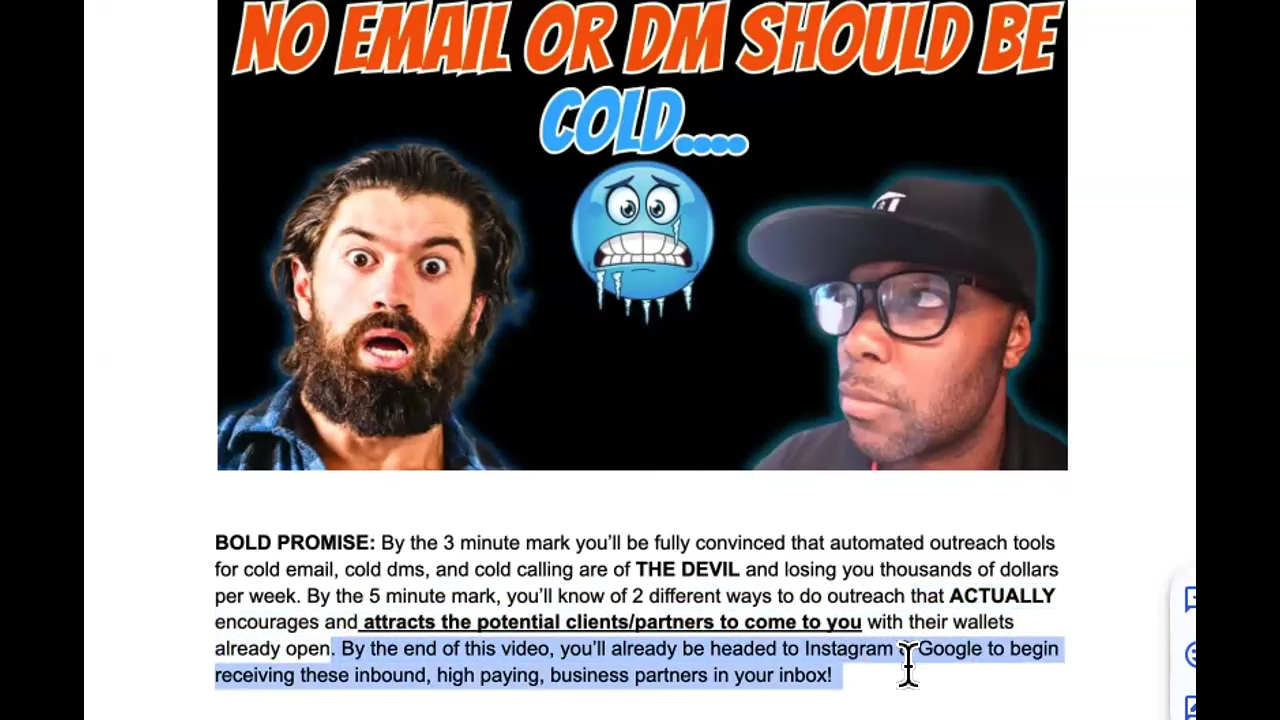 NO EMAIL OR DM SHOULD BE
COLD....
BOLD PROMISE: By the 3 minute mark you'll be fully convinced that automated outreach tools
for cold email, cold dms, and cold calling are of THE DEVIL and losing you thousands of dollars
per week. By the 5 minute mark, you'll know of 2 different ways to do outreach that ACTUALLY
encourages and attracts the potential clients/partners to come to you with their wallets
already open. By the end of this video, you'll already be headed to Instagram Google to begin
receiving these inbound, high paying, business partners in your inbox!